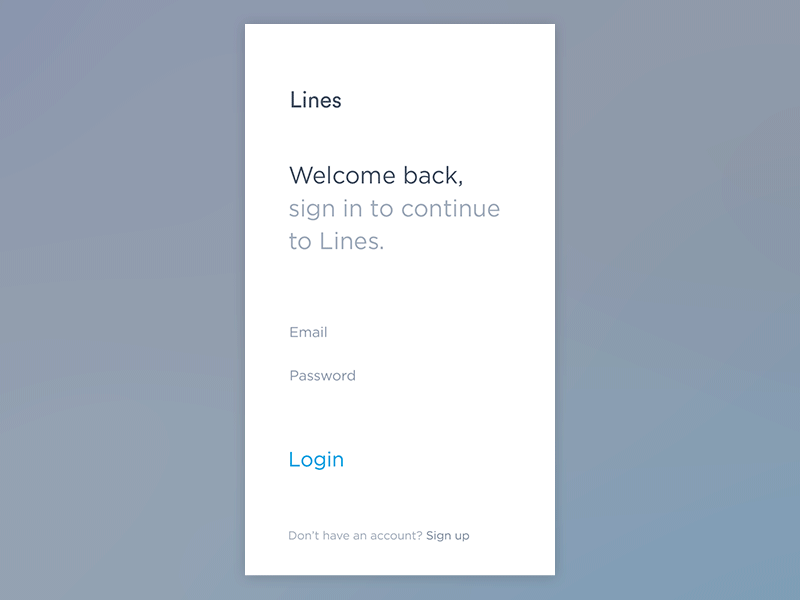 Lines
Welcome back,
sign in to continue
to Lines.
Email
Password
Login
Don't have an account? Sign up